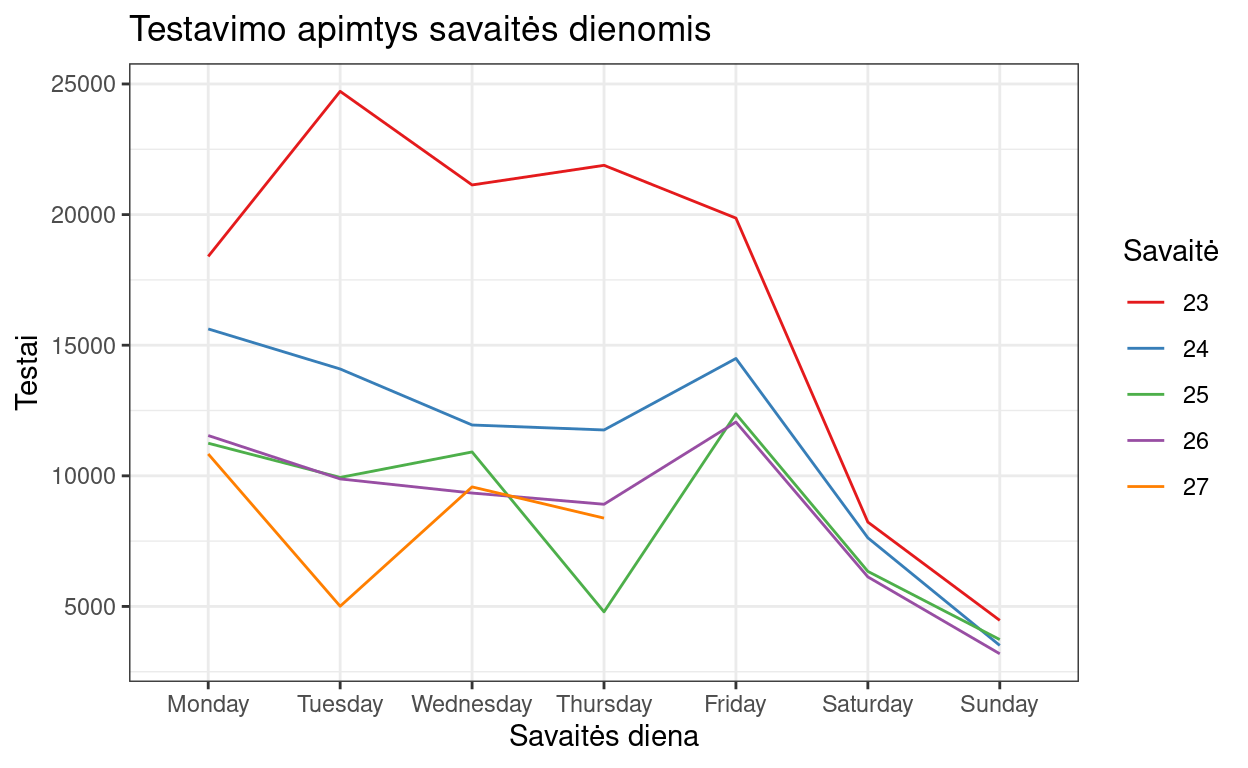 Testavimo apimtys savaitės dienomis
Testai
25000
20000
15000
10000
5000
Monday Tuesday Wednesday Thursday Friday Saturday Sunday
Savaitės diena
Savaitė
23
24
25
26
27